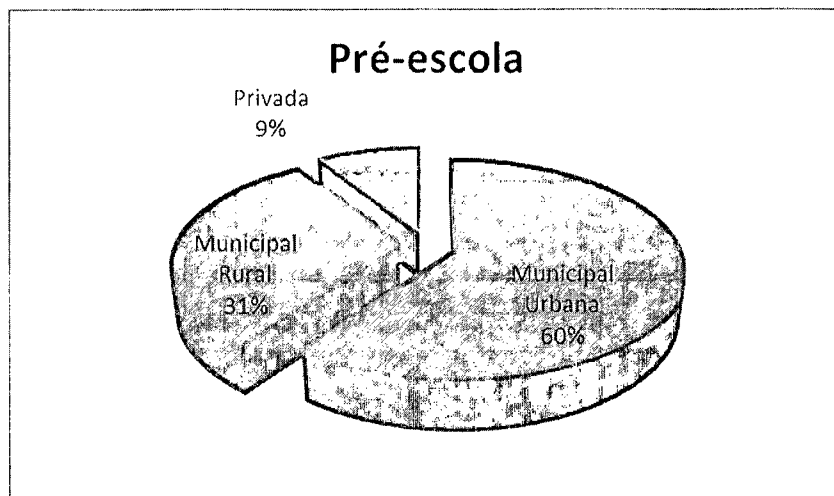 Pré-escola
Privada
9%
Municipal
Rural
31%
Municipal
Urbana
60%